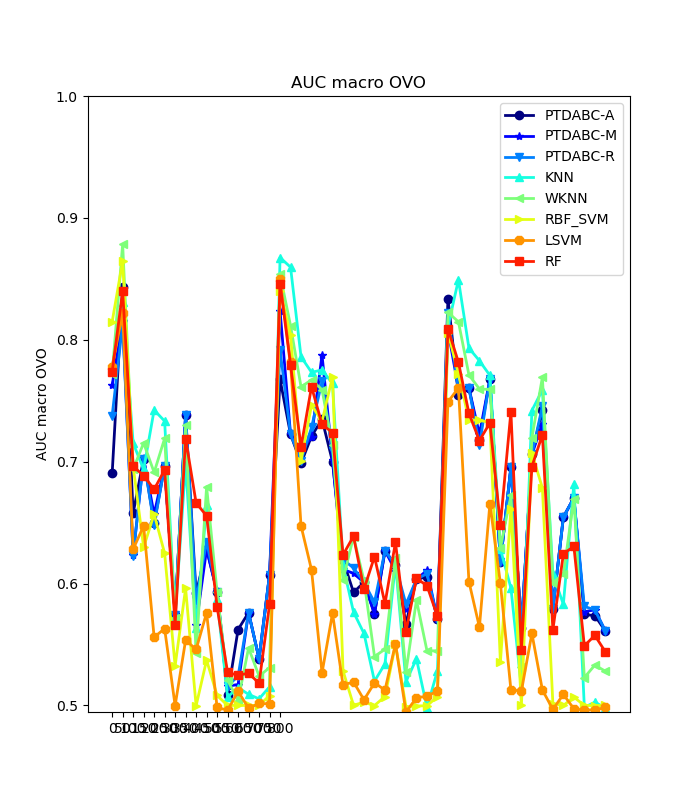 AUC macro OVO
1.0
PTDABC-A
PTDABC-M
PTDABC-R
KNN
WKNN
RBF_SVM
LSVM
RF
0.9
0.8
0.7
0.6
0.5
AUC macro OVO